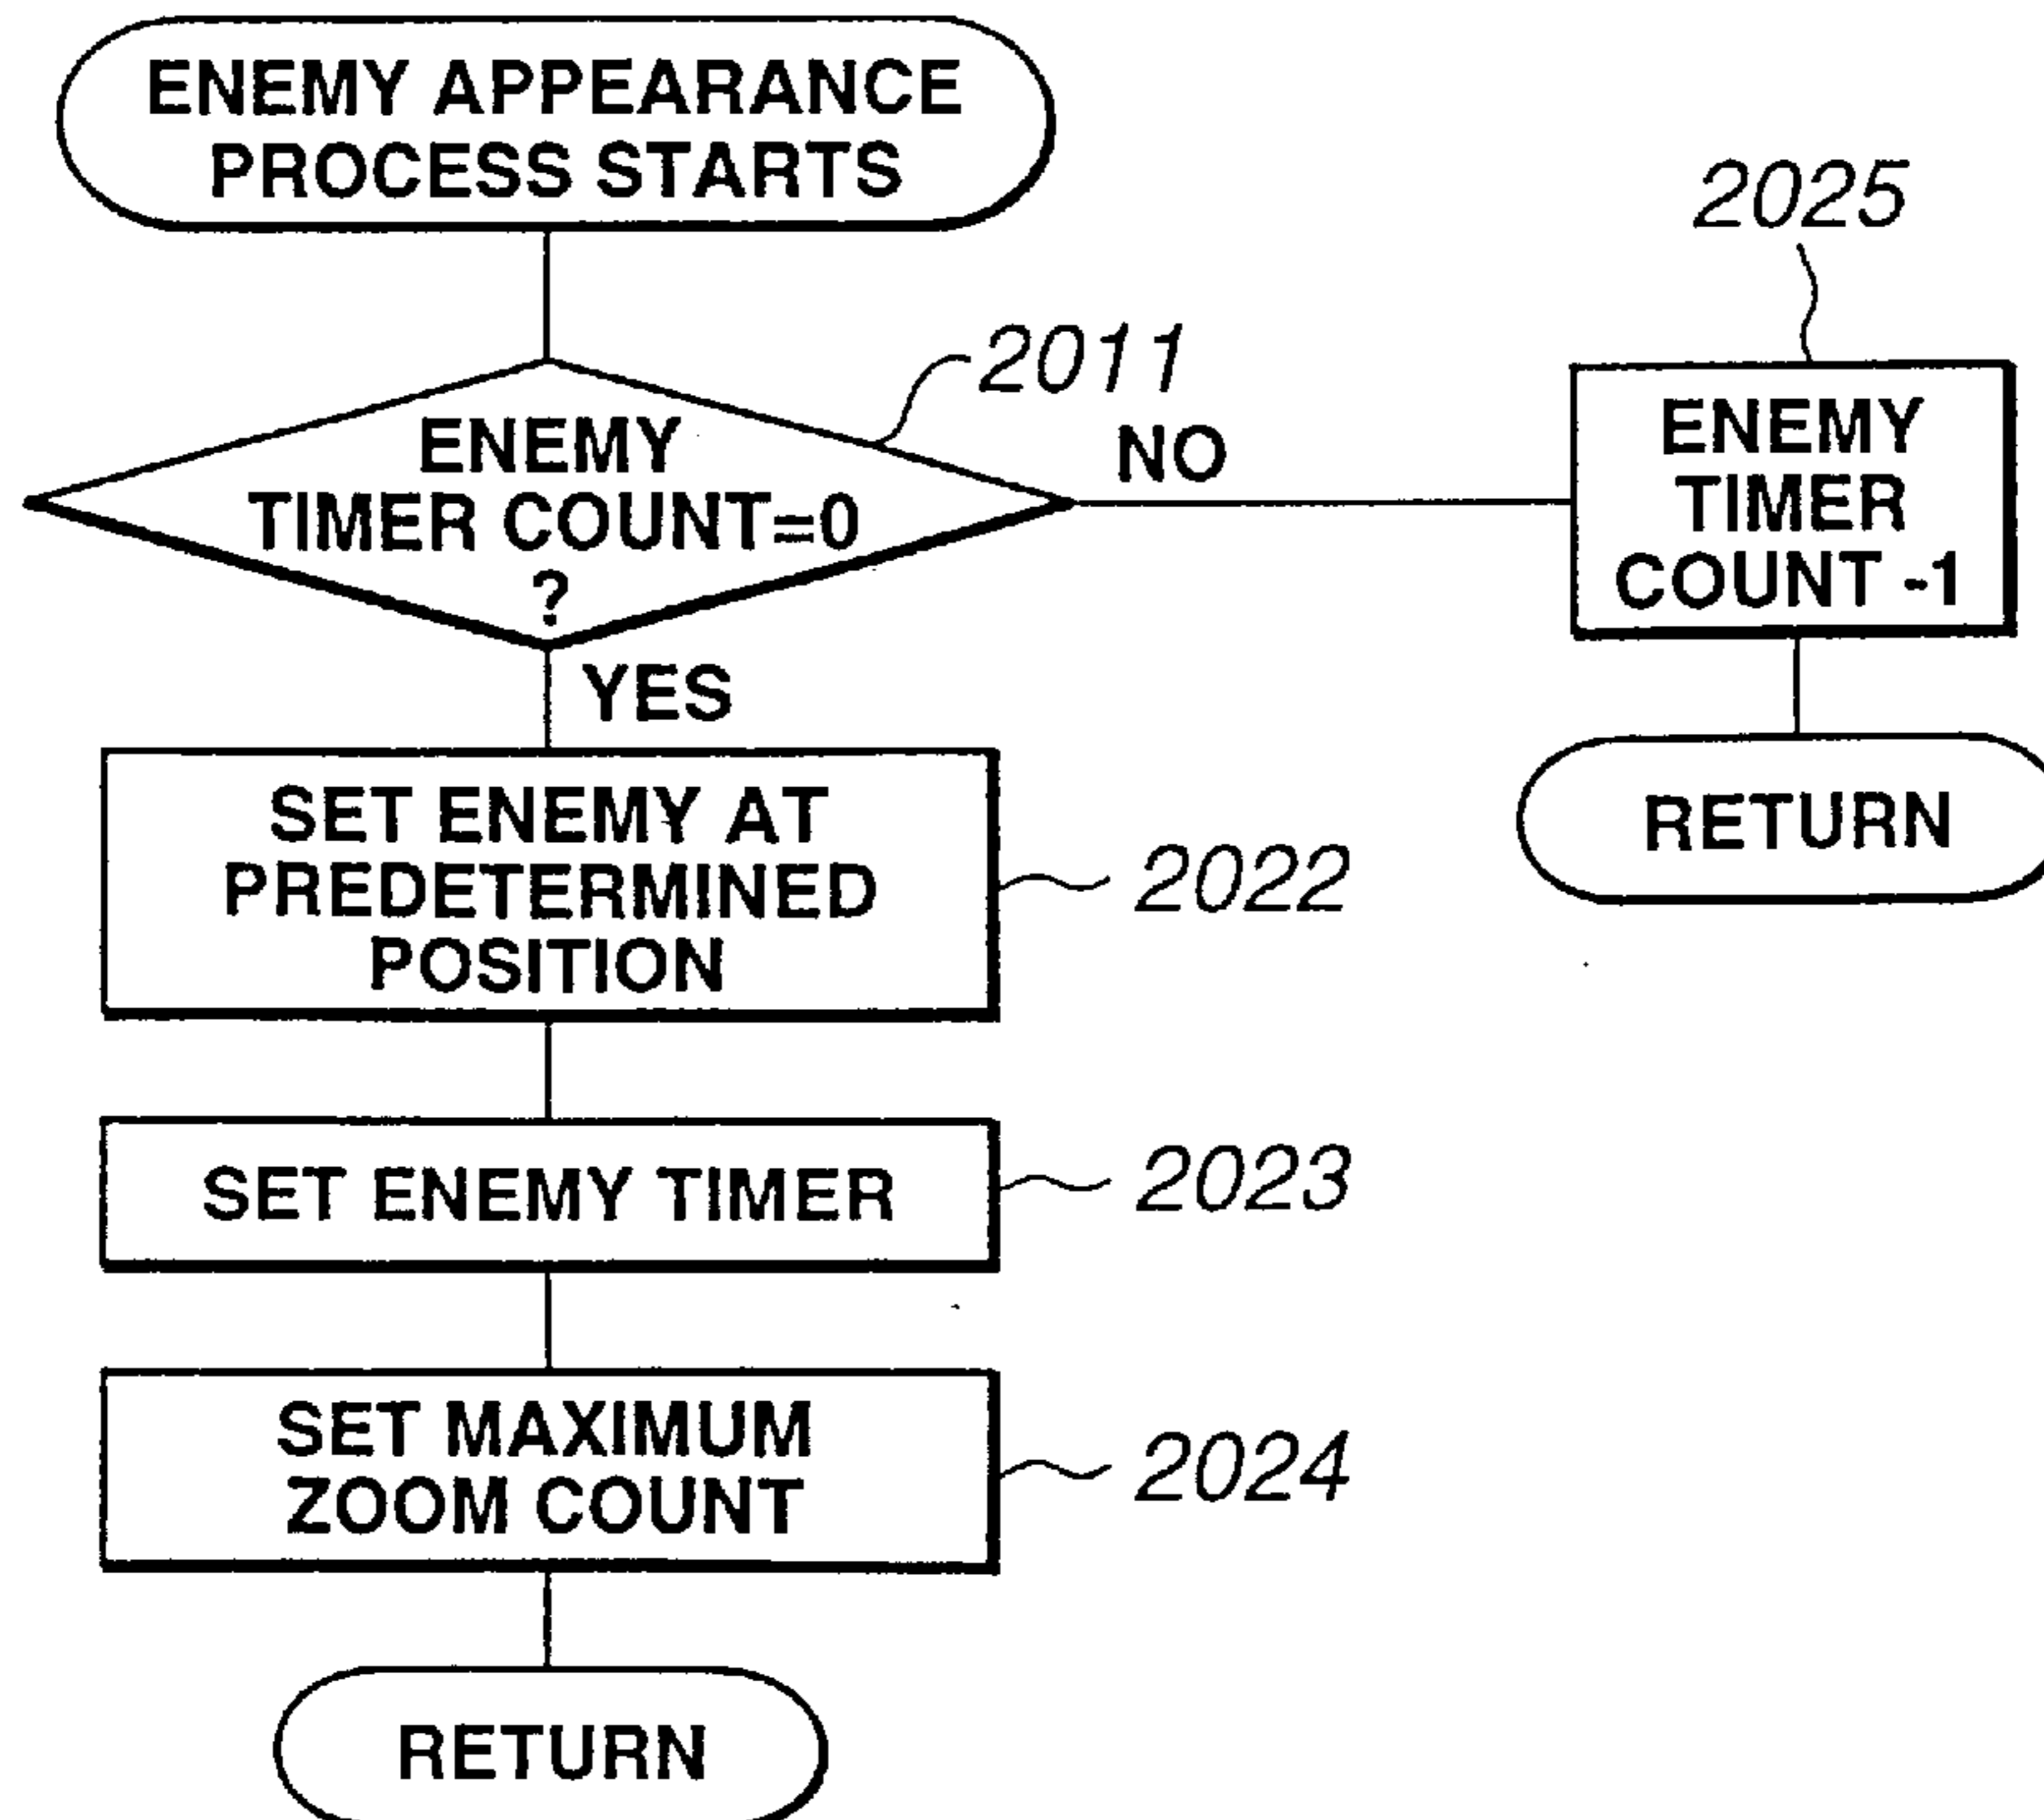 ENEMY APPEARANCE
PROCESS STARTS
2011
ENEMY
TIMER COUNT=0
?
NO
YES
2025
ENEMY
TIMER
COUNT -1
RETURN
SET ENEMY AT
PREDETERMINED
POSITION
2022
SET ENEMY TIMER
2023
SET MAXIMUM
ZOOM COUNT
2024
RETURN